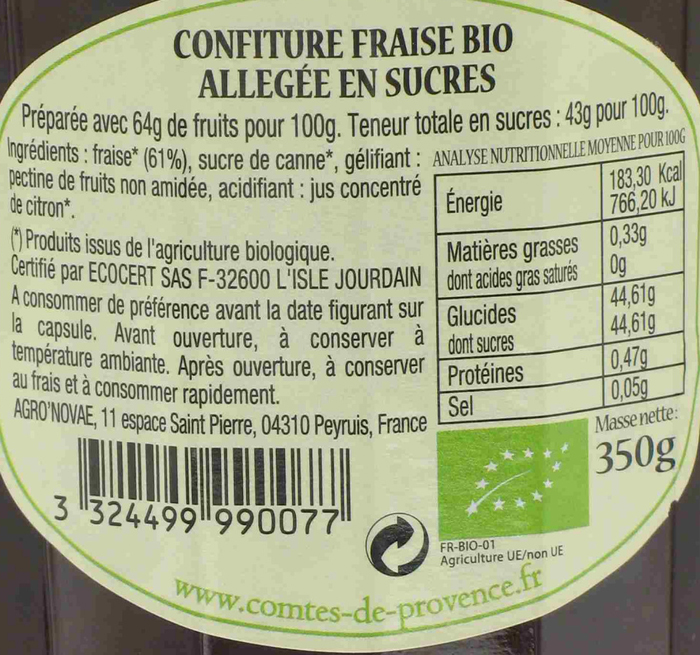 CONFITURE FRAISE BIO
ALLEGÉE EN SUCRES
Préparée avec 64g de fruits pour 100g. Teneur totale en sucres : 43g pour 100g.
Ingrédients : fraise* (61%), sucre de canne*, gélifiant :
pectine de fruits non amidée, acidifiant : jus concentré
de citron*.
(*) Produits issus de l'agriculture biologique.
Certifié par ECOCERT SAS F-32600 L'ISLE JOURDAIN
A consommer de préférence avant la date figurant sur
la capsule. Avant ouverture, à conserver à
température ambiante. Après ouverture, à conserver
au frais et à consommer rapidement.
AGRO'NOVAE, 11 espace Saint Pierre, 04310 Peyruis, France
ANALYSE NUTRITIONNELLE MOYENNE POUR 100G
Énergie 183,30 Kcal
766,20 kJ
Matières grasses 0,33g
dont acides gras saturés 0g
Glucides 44,61g
dont sucres 44,61g
Protéines 0,47g
Sel 0,05g
Masse nette:
350g
3 324499 990077
FR-BIO-01
Agriculture UE/non UE
www.comtes-de-provence.fr